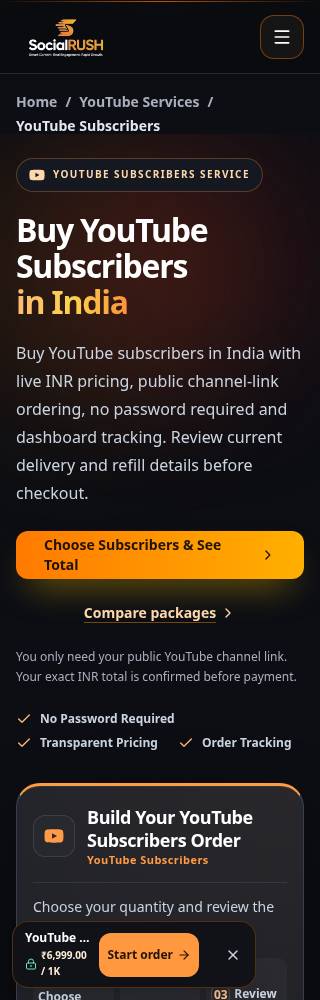 SocialRUSH
Home / YouTube Services /
YouTube Subscribers
YOUTUBE SUBSCRIBERS SERVICE
Buy YouTube
Subscribers
in India
Buy YouTube subscribers in India with
live INR pricing, public channel-link
ordering, no password required and
dashboard tracking. Review current
delivery and refill details before
checkout.
Choose Subscribers & See
Total
Compare packages
You only need your public YouTube channel link.
Your exact INR total is confirmed before payment.
No Password Required
Transparent Pricing
Order Tracking
Build Your YouTube
Subscribers Order
YouTube Subscribers
Choose your quantity and review the
YouTube ...
₹6,999.00
/ 1K
Start order
Choose
03 Review